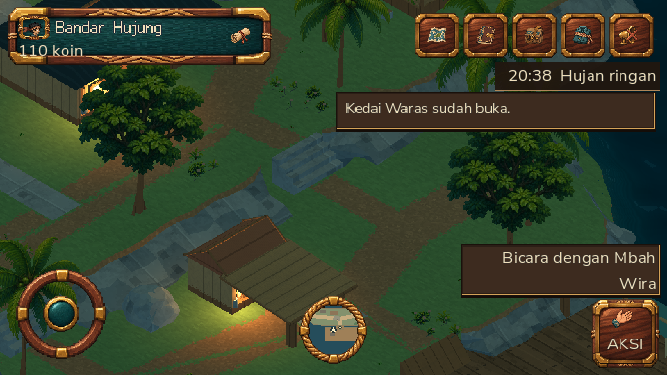 Bandar Hujung
110 koin
20:38 Hujan ringan
Kedai Waras sudah buka.
Bicara dengan Mbah
Wira
AKSI